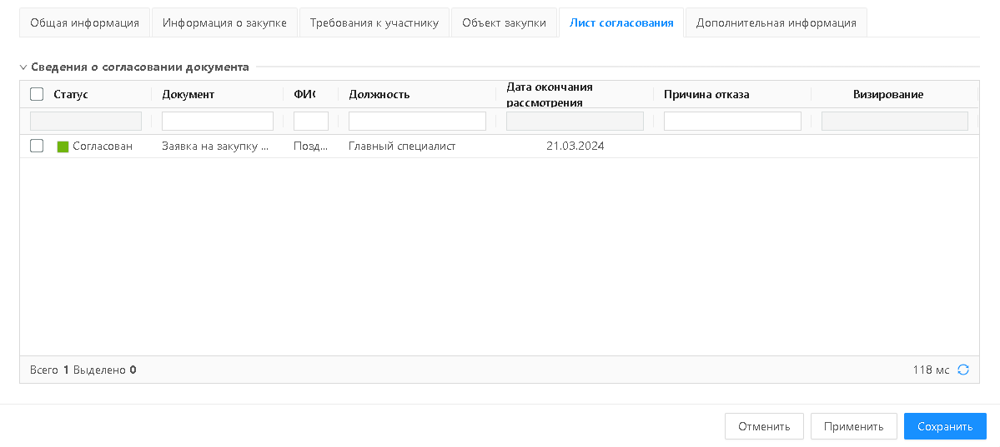 Общая информация Информация о закупке Требования к участнику Объект закупки Лист согласования Дополнительная информация
Сведения о согласовании документа
Статус Документ ФИО Должность Дата окончания рассмотрения Причина отказа Визирование
Согласован Заявка на закупку ... Позд... Главный специалист 21.03.2024
Всего 1 Выделено 0 118 мс
Отменить Применить Сохранить